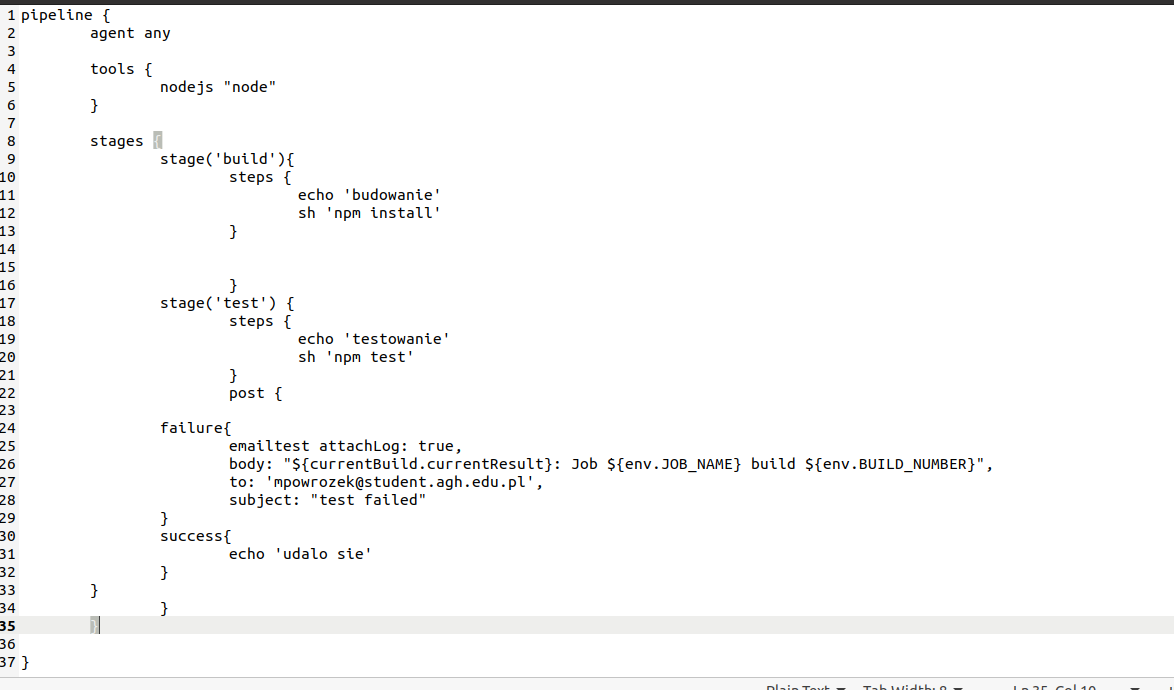 1 pipeline {
2 agent any
3
4 tools {
5 nodejs "node"
6 }
7
8 stages {
9 stage('build'){
10 steps {
11 echo 'budowanie'
12 sh 'npm install'
13 }
14
15
16 }
17 stage('test') {
18 steps {
19 echo 'testowanie'
20 sh 'npm test'
21 }
22 post {
23
24 failure{
25 emailtest attachLog: true,
26 body: "${currentBuild.currentResult}: Job ${env.JOB_NAME} build ${env.BUILD_NUMBER}",
27 to: 'mpowrozek@student.agh.edu.pl',
28 subject: "test failed"
29 }
30 success{
31 echo 'udalo sie'
32 }
33 }
34 }
35 }
36
37 }
Plain Text Tab Width: 8 Ln 35, Col 10